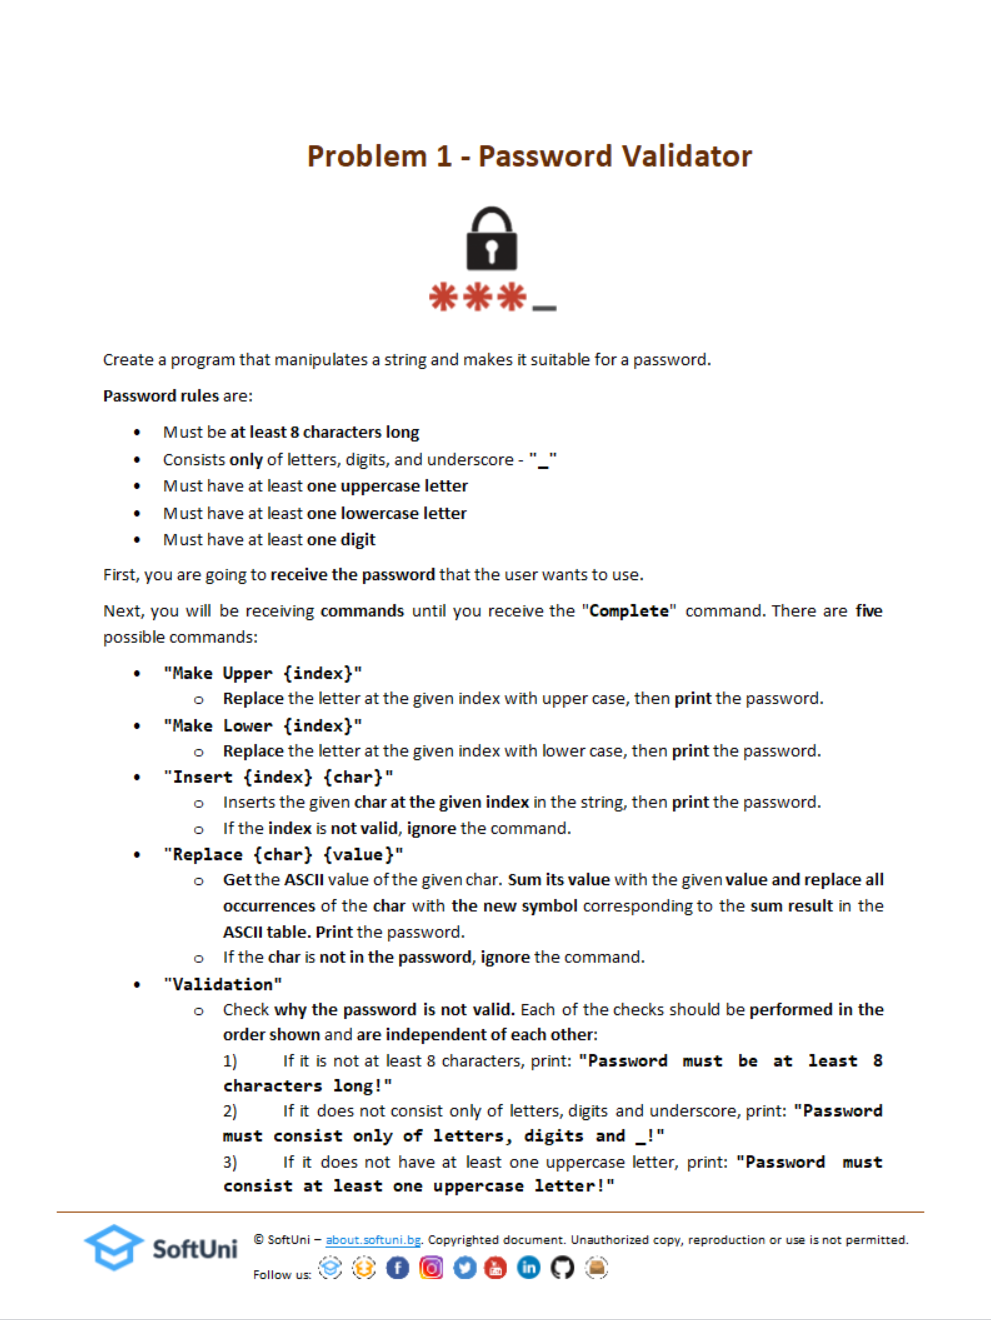 Problem 1 - Password Validator
Create a program that manipulates a string and makes it suitable for a password.
Password rules are:
• Must be at least 8 characters long
• Consists only of letters, digits, and underscore - "_"
• Must have at least one uppercase letter
• Must have at least one lowercase letter
• Must have at least one digit
First, you are going to receive the password that the user wants to use.
Next, you will be receiving commands until you receive the "Complete" command. There are five
possible commands:
• "Make Upper {index}"
o Replace the letter at the given index with upper case, then print the password.
• "Make Lower {index}"
o Replace the letter at the given index with lower case, then print the password.
• "Insert {index} {char}"
o Inserts the given char at the given index in the string, then print the password.
o If the index is not valid, ignore the command.
• "Replace {char} {value}"
o Get the ASCII value of the given char. Sum its value with the given value and replace all
occurrences of the char with the new symbol corresponding to the sum result in the
ASCII table. Print the password.
o If the char is not in the password, ignore the command.
• "Validation"
o Check why the password is not valid. Each of the checks should be performed in the
order shown and are independent of each other:
1) If it is not at least 8 characters, print: "Password must be at least 8
characters long!"
2) If it does not consist only of letters, digits and underscore, print: "Password
must consist only of letters, digits and _!"
3) If it does not have at least one uppercase letter, print: "Password must
consist at least one uppercase letter!"
SoftUni
© SoftUni – about.softuni.bg. Copyrighted document. Unauthorized copy, reproduction or use is not permitted.
Follow us: